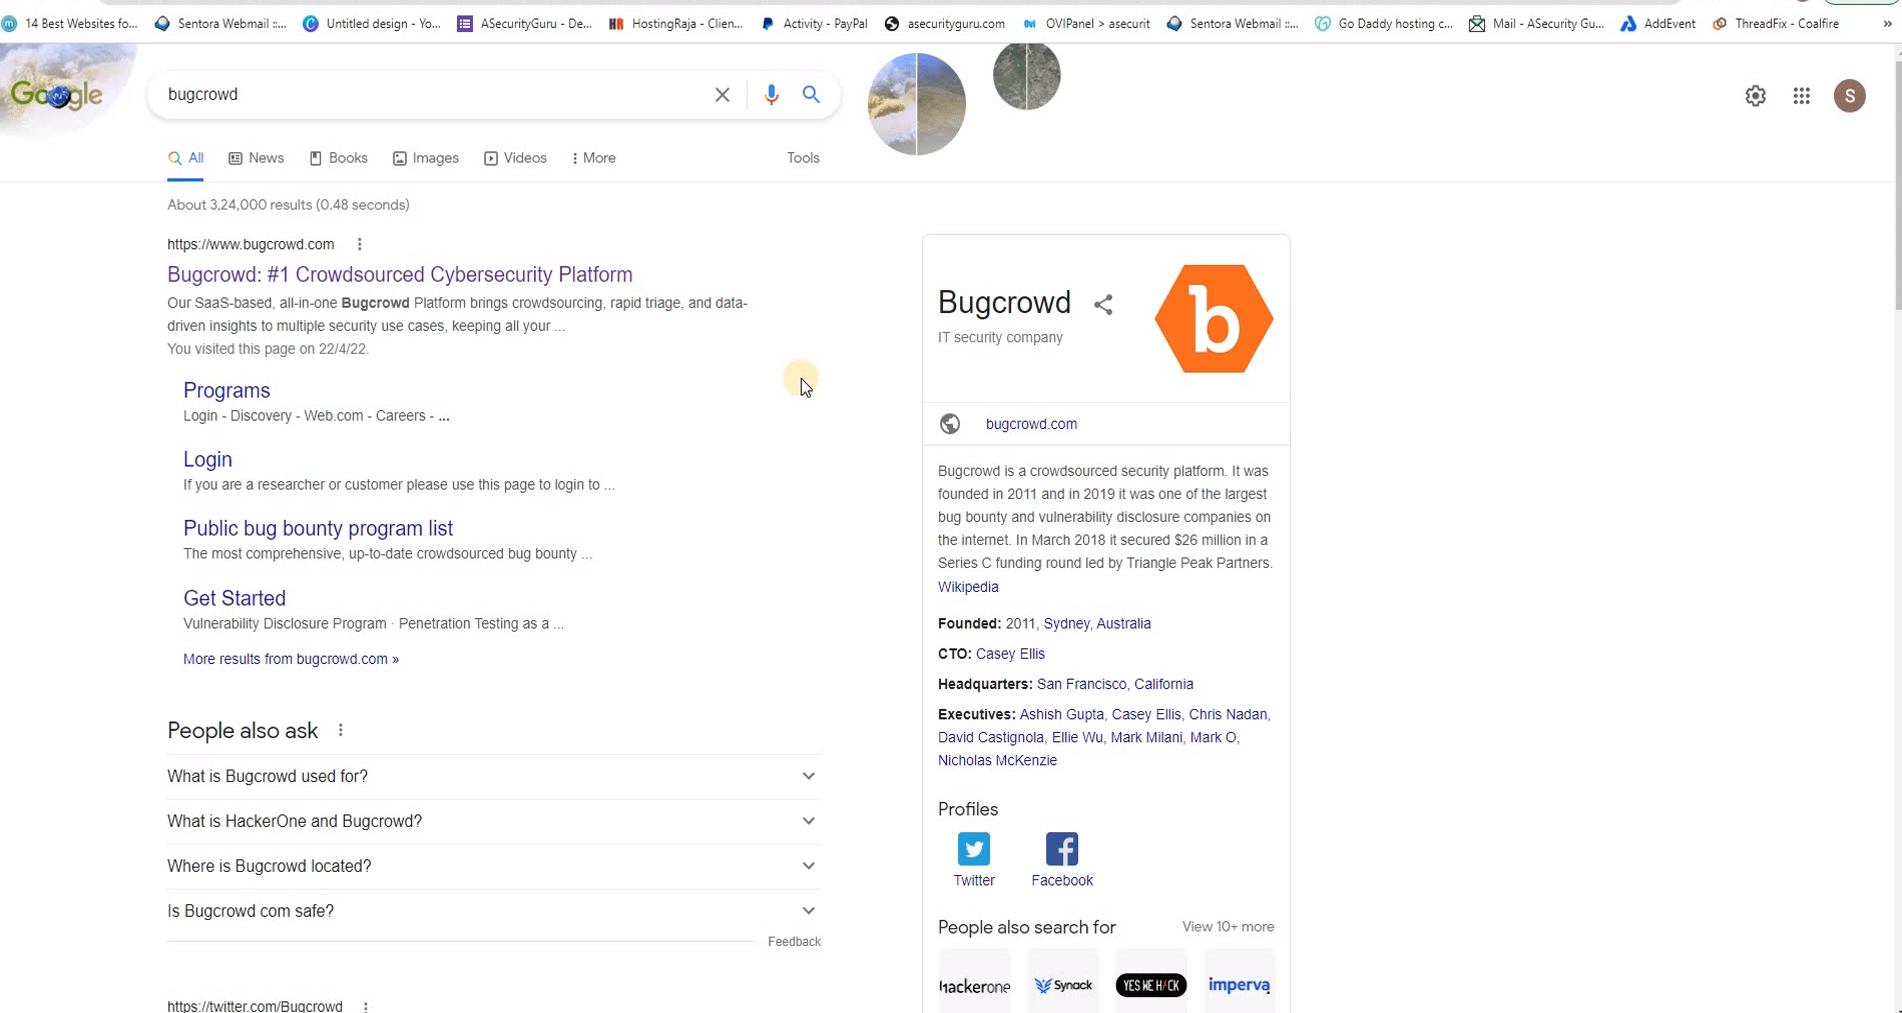 14 Best Websites fo... Sentora Webmail ::... Untitled design - Yo... ASecurityGuru - De... HostingRaja - Clien... Activity - PayPal asecurityguru.com OVIPanel > asecurit Sentora Webmail ::... Go Daddy hosting c... Mail - ASecurity Gu... AddEvent ThreadFix - Coalfire »
Google
bugcrowd
S
All News Books Images Videos More Tools
About 3,24,000 results (0.48 seconds)
https://www.bugcrowd.com
Bugcrowd: #1 Crowdsourced Cybersecurity Platform
Our SaaS-based, all-in-one Bugcrowd Platform brings crowdsourcing, rapid triage, and data-
driven insights to multiple security use cases, keeping all your ...
You visited this page on 22/4/22.
Programs
Login - Discovery - Web.com - Careers - ...
Login
If you are a researcher or customer please use this page to login to ...
Public bug bounty program list
The most comprehensive, up-to-date crowdsourced bug bounty ...
Get Started
Vulnerability Disclosure Program · Penetration Testing as a ...
More results from bugcrowd.com »
People also ask
What is Bugcrowd used for?
What is HackerOne and Bugcrowd?
Where is Bugcrowd located?
Is Bugcrowd com safe?
Feedback
https://twitter.com/Bugcrowd
Bugcrowd
IT security company
b
bugcrowd.com
Bugcrowd is a crowdsourced security platform. It was
founded in 2011 and in 2019 it was one of the largest
bug bounty and vulnerability disclosure companies on
the internet. In March 2018 it secured $26 million in a
Series C funding round led by Triangle Peak Partners.
Wikipedia
Founded: 2011, Sydney, Australia
CTO: Casey Ellis
Headquarters: San Francisco, California
Executives: Ashish Gupta, Casey Ellis, Chris Nadan,
David Castignola, Ellie Wu, Mark Milani, Mark O,
Nicholas McKenzie
Profiles
Twitter Facebook
People also search for View 10+ more
hackerone Synack YES WE H/CK imperva